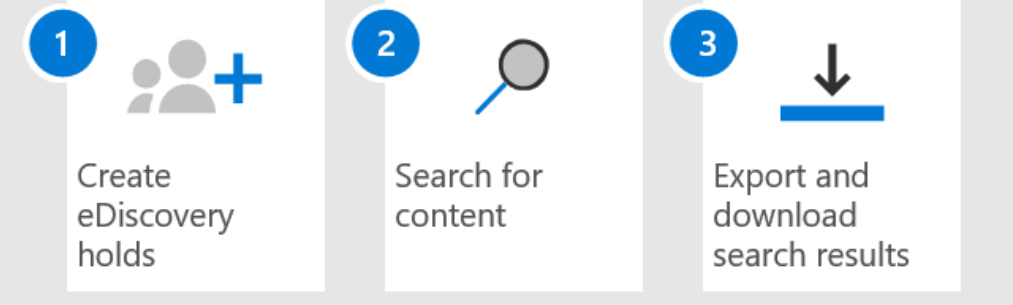 1
Create
eDiscovery
holds
2
Search for
content
3
Export and
download
search results